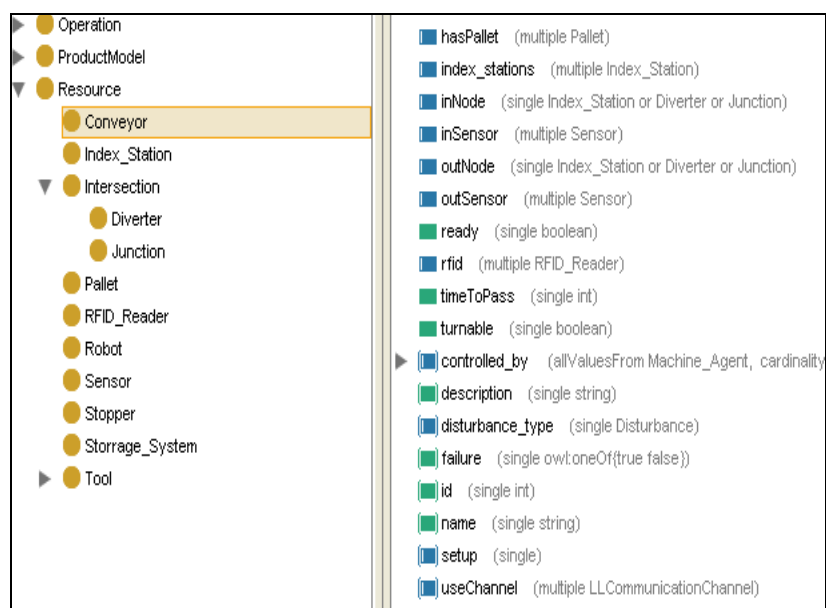 Operation
ProductModel
Resource
Conveyor
Index_Station
Intersection
Diverter
Junction
Pallet
RFID_Reader
Robot
Sensor
Stopper
Storrage_System
Tool
hasPallet (multiple Pallet)
index_stations (multiple Index_Station)
inNode (single Index_Station or Diverter or Junction)
inSensor (multiple Sensor)
outNode (single Index_Station or Diverter or Junction)
outSensor (multiple Sensor)
ready (single boolean)
rfid (multiple RFID_Reader)
timeToPass (single int)
turnable (single boolean)
controlled_by (allValuesFrom Machine_Agent, cardinality
description (single string)
disturbance_type (single Disturbance)
failure (single owl:oneOf{true false})
id (single int)
name (single string)
setup (single)
useChannel (multiple LLCommunicationChannel)